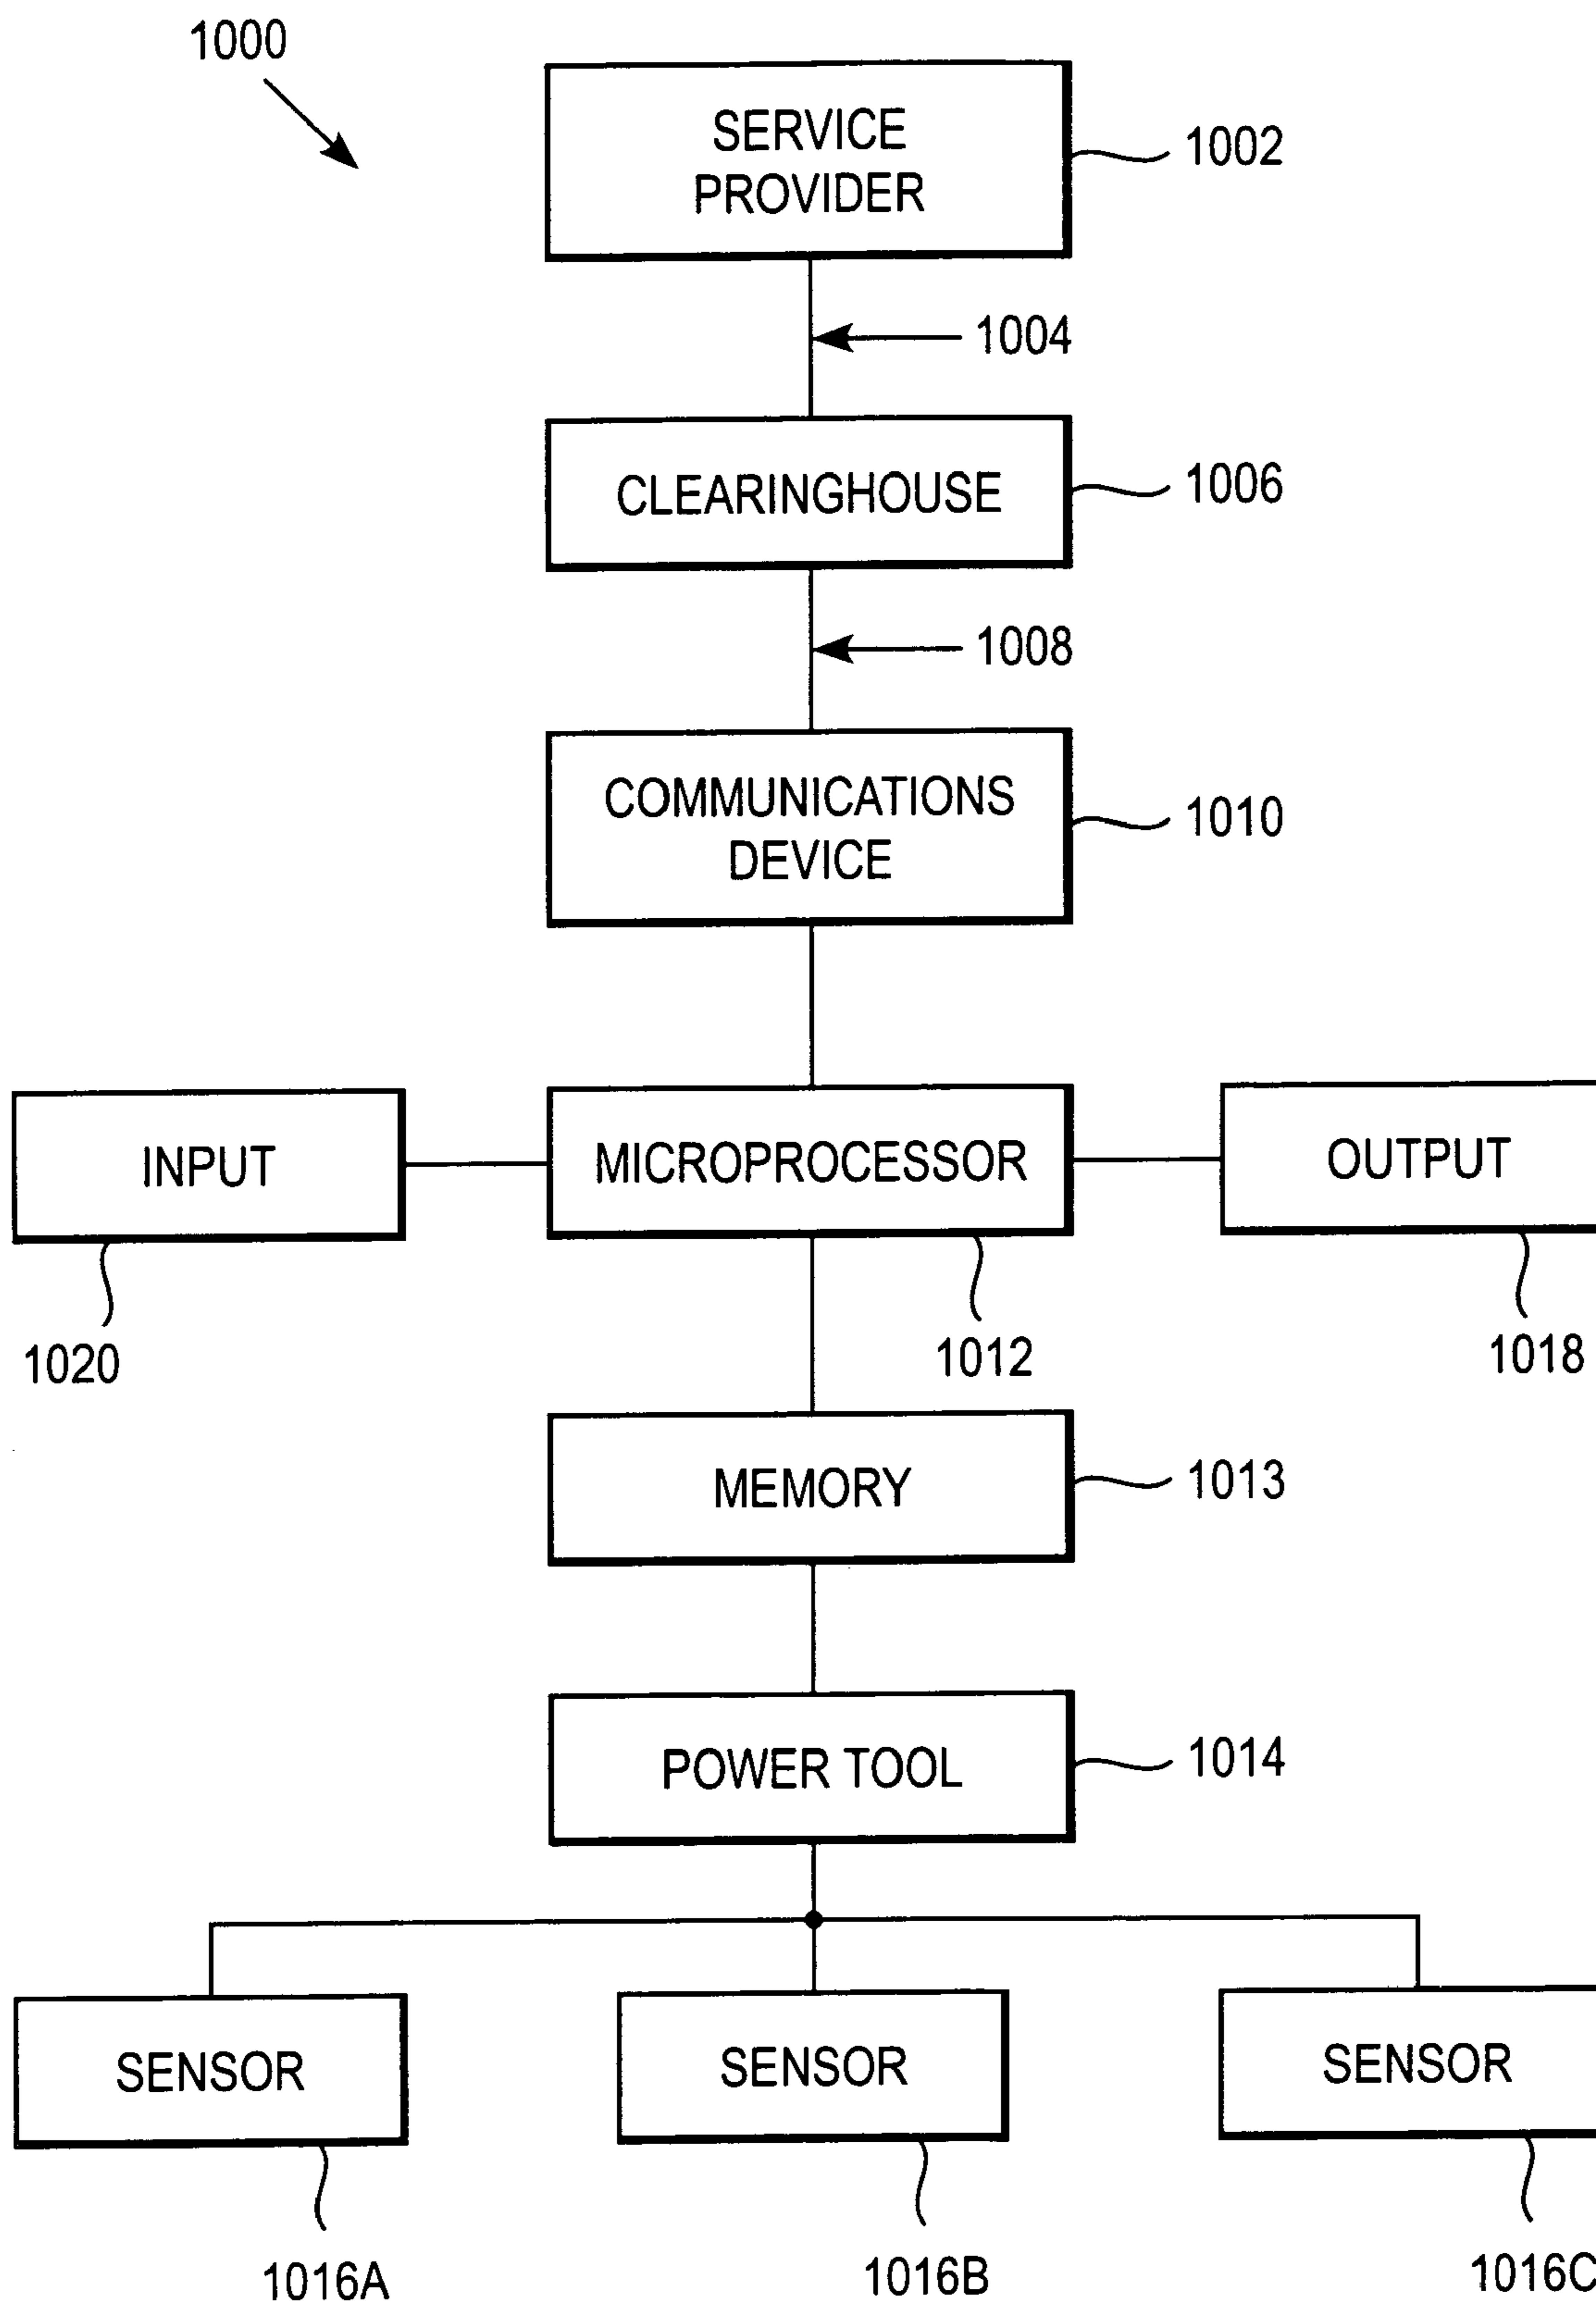 1000
SERVICE
PROVIDER
1002
1004
CLEARINGHOUSE
1006
1008
COMMUNICATIONS
DEVICE
1010
INPUT
MICROPROCESSOR
OUTPUT
1020
1012
1018
MEMORY
1013
POWER TOOL
1014
SENSOR
SENSOR
SENSOR
1016A
1016B
1016C